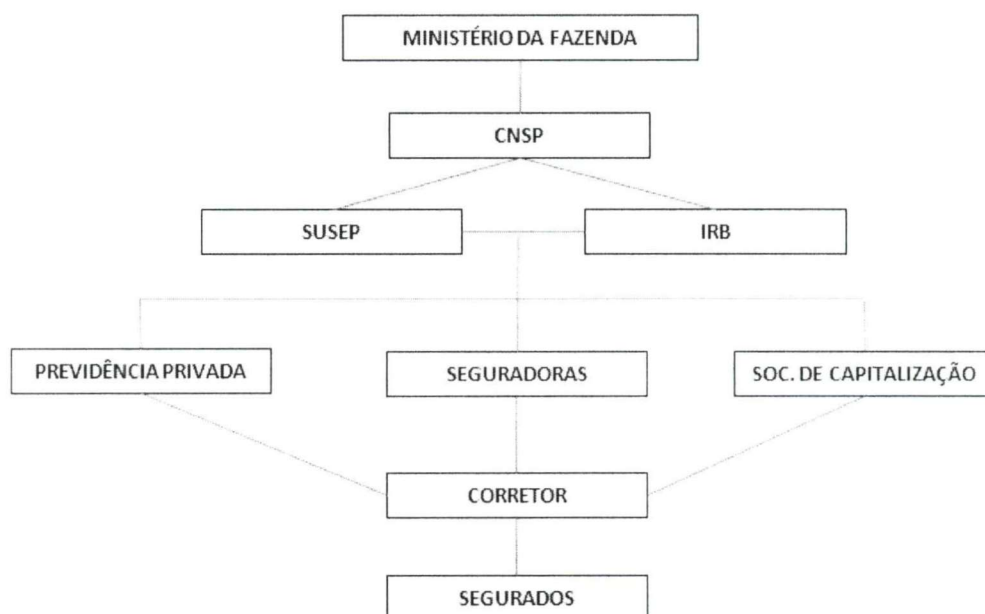 MINISTÉRIO DA FAZENDA
CNSP
SUSEP
IRB
PREVIDÊNCIA PRIVADA
SEGURADORAS
SOC. DE CAPITALIZAÇÃO
CORRETOR
SEGURADOS